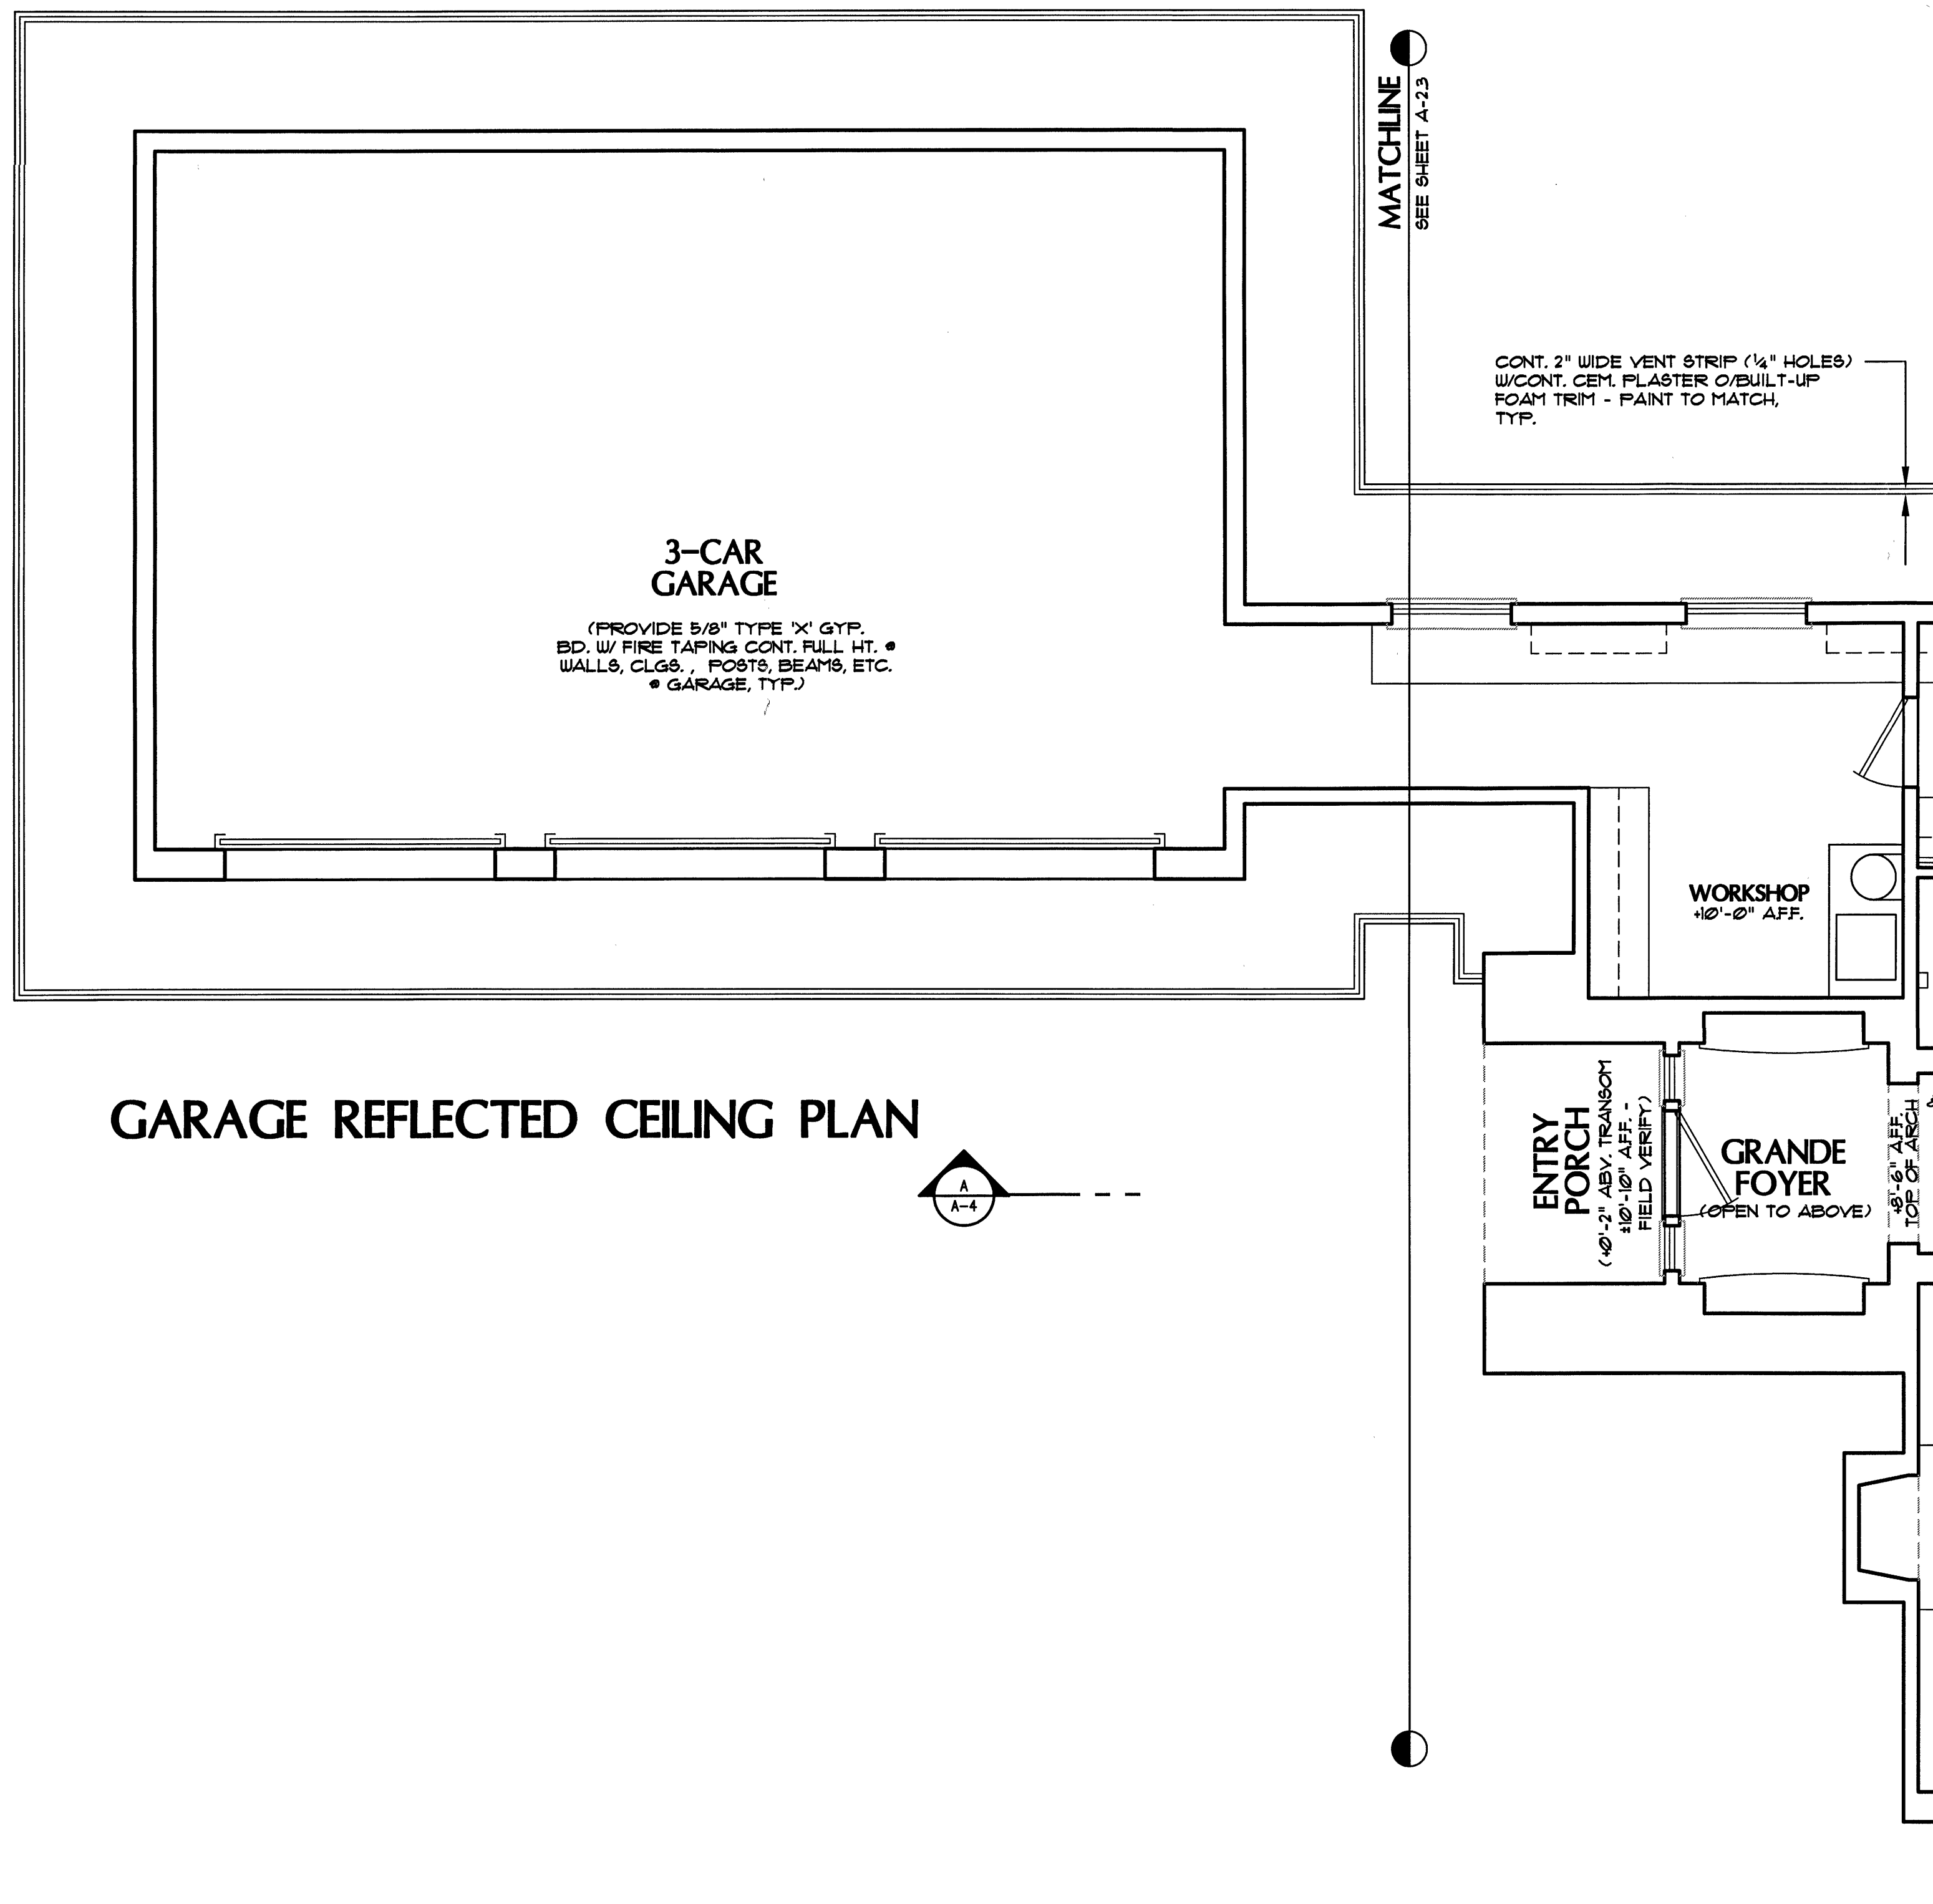 MATCHLINE
SEE SHEET A-23
CONT. 2" WIDE VENT STRIP (¼" HOLES)
W/CONT. CEM. PLASTER O/BUILT-UP
FOAM TRIM - PAINT TO MATCH,
TYP.
3-CAR
GARAGE
(PROVIDE 5/8" TYPE 'X' GYP.
BD. W/ FIRE TAPING CONT. FULL HT. @
WALLS, CLGS., POSTS, BEAMS, ETC.
@ GARAGE, TYP.)
WORKSHOP
+10'-0" A.F.F.
GARAGE REFLECTED CEILING PLAN
A
A-4
ENTRY
PORCH
(+0'-2" ABV. TRANSOM
±10'-10" A.F.F. -
FIELD VERIFY)
GRANDE
FOYER
(OPEN TO ABOVE)
+8'-6" A.F.F.
TOP OF ARCH